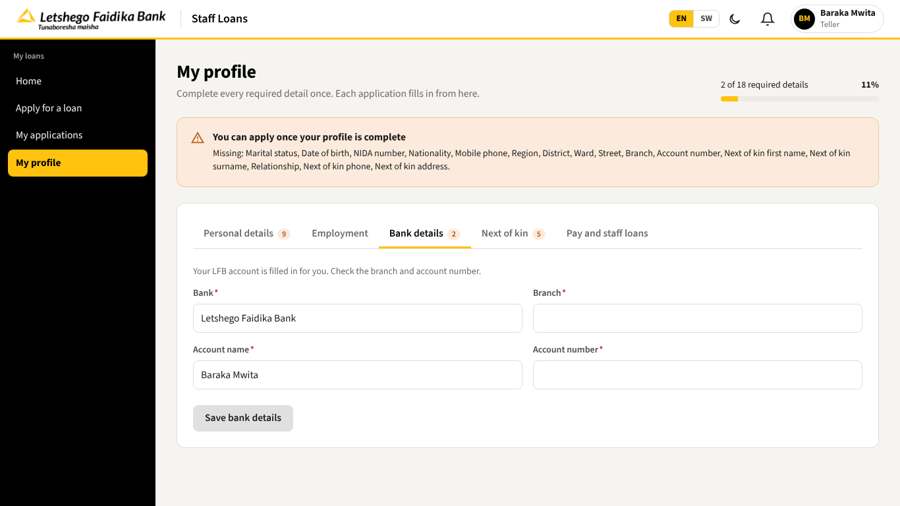 Letshego Faidika Bank
Tunaboresha maisha
Staff Loans
EN
SW
BM
Baraka Mwita
Teller
My loans
Home
Apply for a loan
My applications
My profile
My profile
Complete every required detail once. Each application fills in from here.
2 of 18 required details
11%
You can apply once your profile is complete
Missing: Marital status, Date of birth, NIDA number, Nationality, Mobile phone, Region, District, Ward, Street, Branch, Account number, Next of kin first name, Next of kin
surname, Relationship, Next of kin phone, Next of kin address.
Personal details 9
Employment
Bank details 2
Next of kin 5
Pay and staff loans
Your LFB account is filled in for you. Check the branch and account number.
Bank*
Branch*
Letshego Faidika Bank
Account name*
Account number*
Baraka Mwita
Save bank details